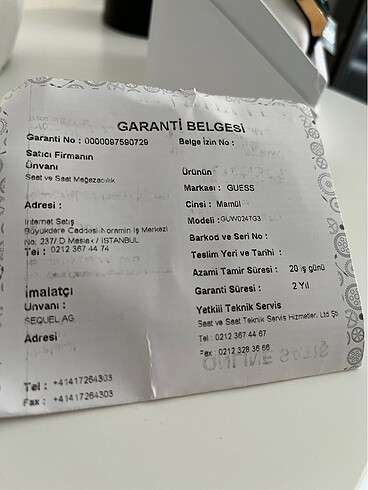 GARANTİ BELGESİ
Garanti No : 0000097590729
Belge İzin No :
Satıcı Firmanın
Ünvanı
Saat ve Saat Mağazacılık
Adresi :
İnternet Satış
Büyükdere Caddesi Noramin İş Merkezi
No: 237/ D Maslak / İSTANBUL
Tel : 0212 367 44 74
İmalatçı
Ünvanı :
SEQUEL AG
Adresi
Tel : +41417264303
Fax : +41417264303
Ürünün
Markası : GUESS
Cinsi : Mamül
Modeli : GUW0247G3
Barkod ve Seri No :
Teslim Yeri ve Tarihi :
Azami Tamir Süresi : 20 iş günü
Garanti Süresi : 2 Yıl
Yetkili Teknik Servis
Saat ve Saat Teknik Servis Hizmetleri Ltd Şti
Tel : 0212 367 44 67
Fax : 0212 328 36 66
ONLINE SATIŞ